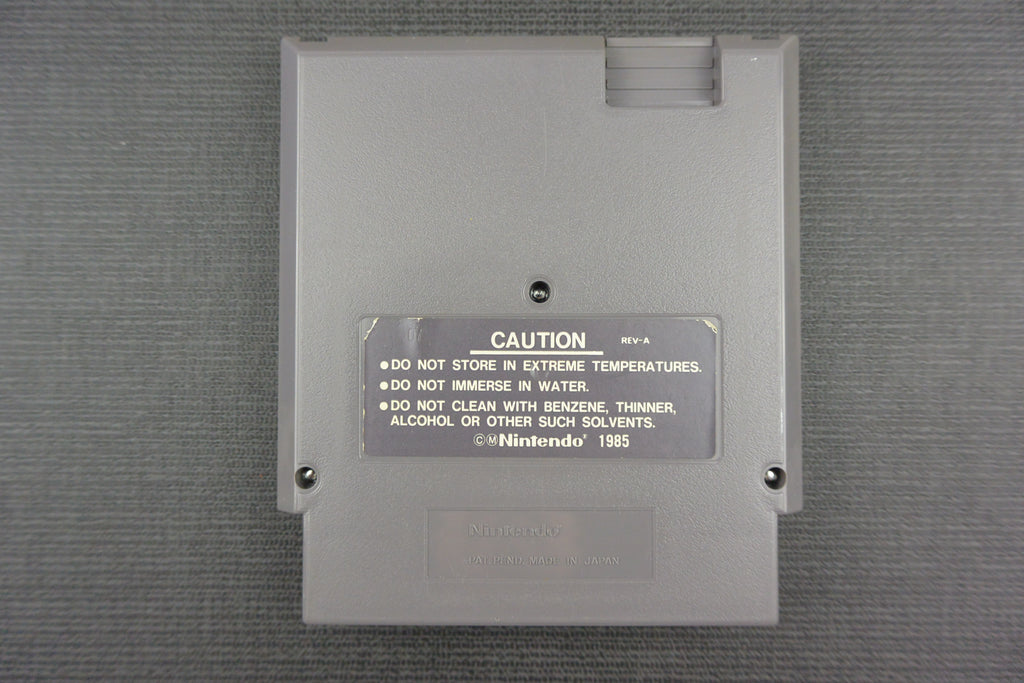 CAUTION REV-A
●DO NOT STORE IN EXTREME TEMPERATURES.
●DO NOT IMMERSE IN WATER.
●DO NOT CLEAN WITH BENZENE, THINNER,
ALCOHOL OR OTHER SUCH SOLVENTS.
©ⓂNintendo® 1985
Nintendo®
PAT. PEND. MADE IN JAPAN